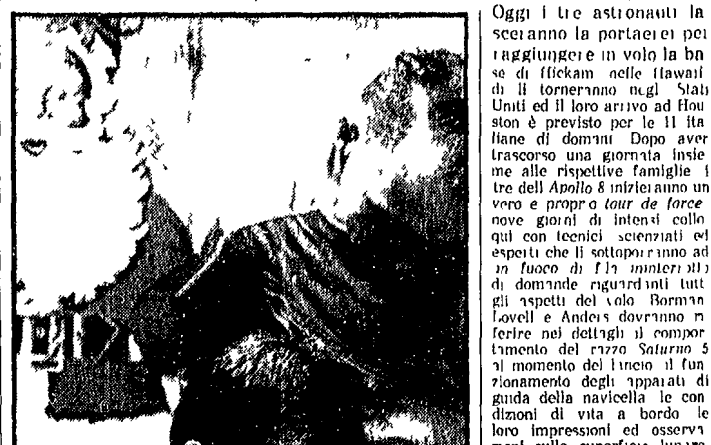 Oggi i tre astronauti la
sceranno la portaerei per
raggiungere in volo la ba
se di Hickam nelle Hawaii
di lì torneranno negl Stati
Uniti ed il loro arrivo ad Hou
ston è previsto per le 11 ita
liane di domani Dopo aver
trascorso una giornata insie
me alle rispettive famiglie i
tre dell Apollo 8 inizieranno un
vero e propr o tour de force
nove giorni di intensi collo
qui con tecnici scienziati ed
esperti che li sottoporranno ad
un fuoco di fila
di domande riguardanti tutt
gli aspetti del volo Borman
Lovell e Anders dovranno ri
ferire nei dettagli il compor
tamento del razzo Saturno 5
al momento del lancio il fun
zionamento degli apparati di
guida della navicella le con
dizioni di vita a bordo le
loro impressioni ed osserva
sulla superficie lunare